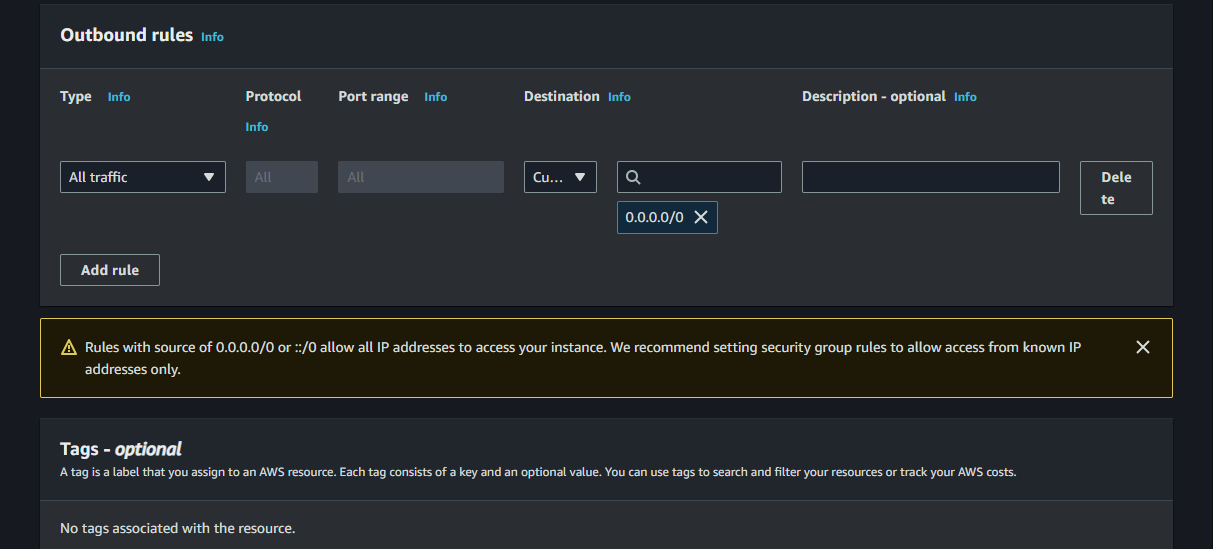 Outbound rules Info
Type Info Protocol Info Port range Info Destination Info Description - optional Info
All traffic All All Cu... Dele
te
0.0.0.0/0
Add rule
Rules with source of 0.0.0.0/0 or ::/0 allow all IP addresses to access your instance. We recommend setting security group rules to allow access from known IP
addresses only.
Tags - optional
A tag is a label that you assign to an AWS resource. Each tag consists of a key and an optional value. You can use tags to search and filter your resources or track your AWS costs.
No tags associated with the resource.